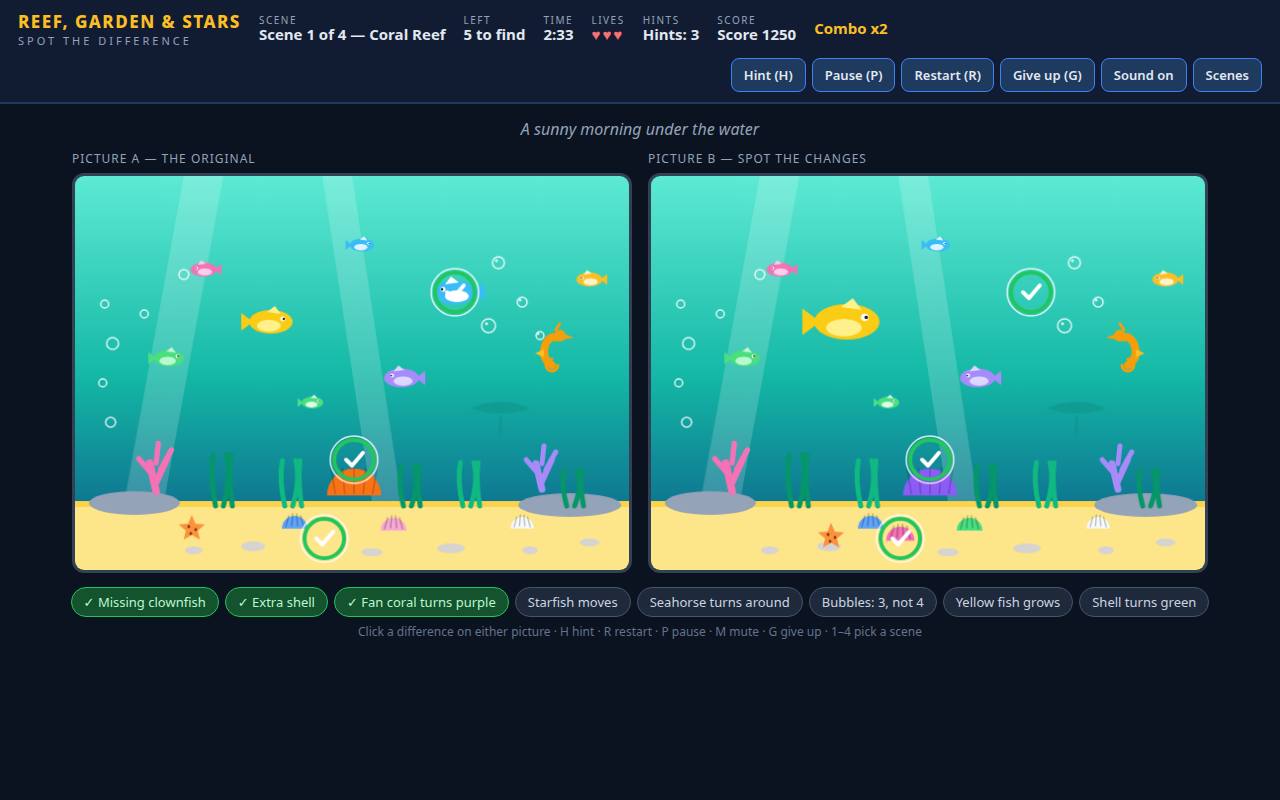 REEF, GARDEN & STARS
SPOT THE DIFFERENCE
SCENE
Scene 1 of 4 — Coral Reef
LEFT
5 to find
TIME
2:33
LIVES
♥♥♥
HINTS
Hints: 3
SCORE
Score 1250
Combo x2
Hint (H)
Pause (P)
Restart (R)
Give up (G)
Sound on
Scenes
A sunny morning under the water
PICTURE A — THE ORIGINAL
PICTURE B — SPOT THE CHANGES
✓ Missing clownfish
✓ Extra shell
✓ Fan coral turns purple
Starfish moves
Seahorse turns around
Bubbles: 3, not 4
Yellow fish grows
Shell turns green
Click a difference on either picture · H hint · R restart · P pause · M mute · G give up · 1–4 pick a scene